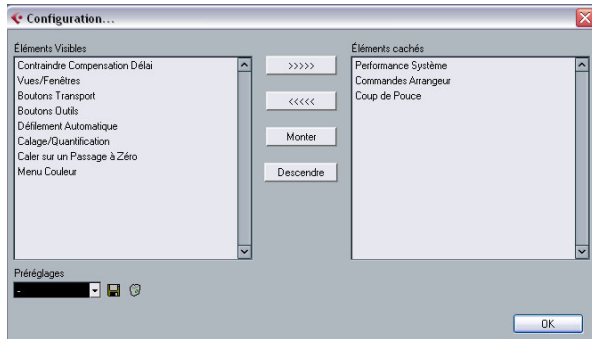 Configuration...
Éléments Visibles
Contraindre Compensation Délai
Vues/Fenêtres
Boutons Transport
Boutons Outils
Défilement Automatique
Calage/Quantification
Caler sur un Passage à Zéro
Menu Couleur
>>>>>
<<<<<
Monter
Descendre
Éléments cachés
Performance Système
Commandes Arrangeur
Coup de Pouce
Préréglages
-
OK